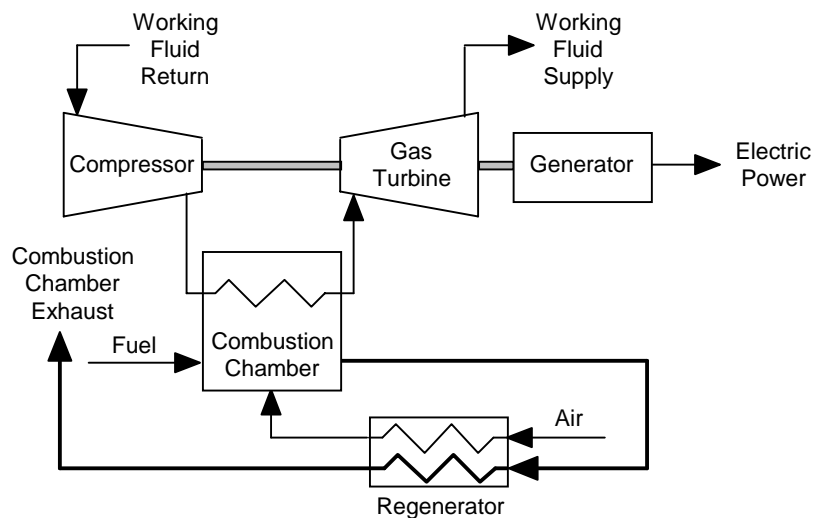 Working
Fluid
Return
Working
Fluid
Supply
Compressor
Gas
Turbine
Generator
Electric
Power
Combustion
Chamber
Exhaust
Fuel
Combustion
Chamber
Air
Regenerator